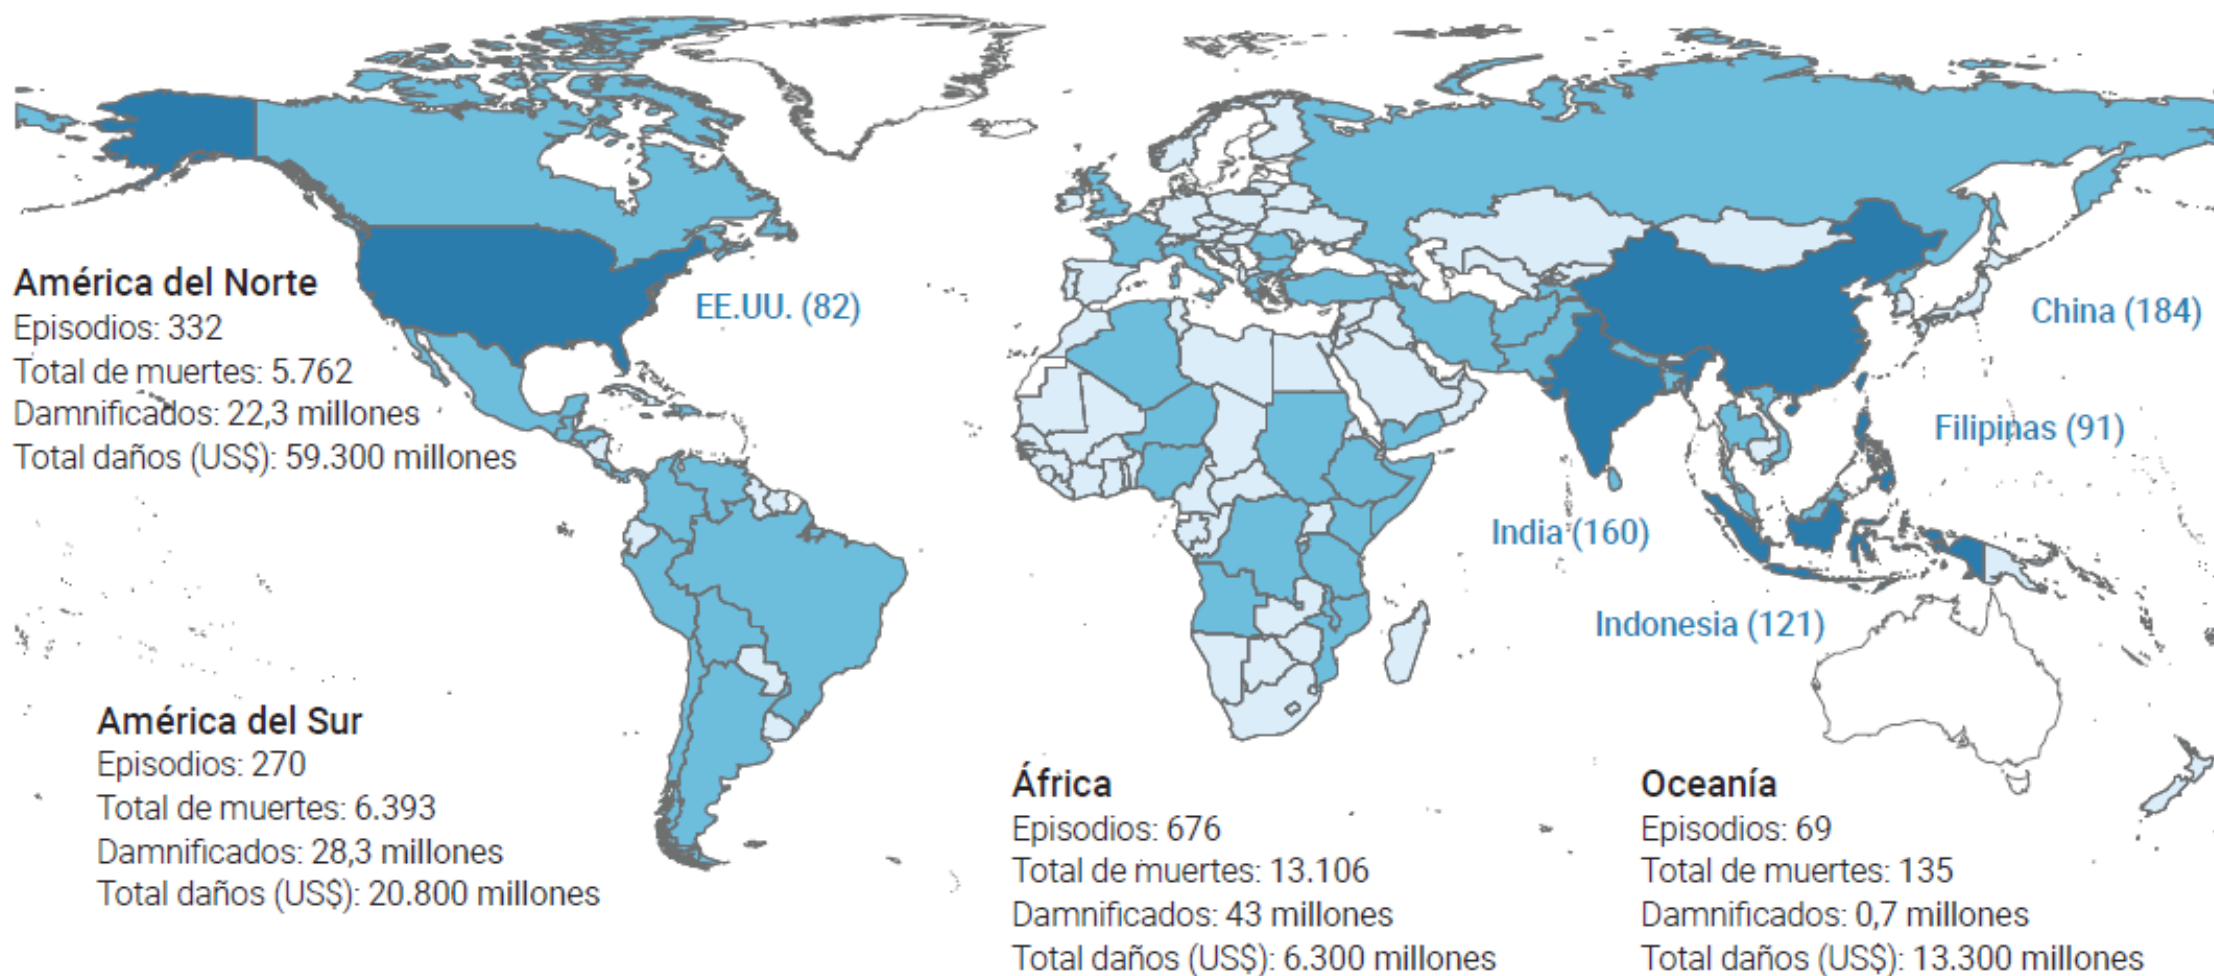 América del Norte
Episodios: 332
Total de muertes: 5.762
Damnificados: 22,3 millones
Total daños (US$): 59.300 millones
EE.UU. (82)
China (184)
Filipinas (91)
India (160)
Indonesia (121)
América del Sur
Episodios: 270
Total de muertes: 6.393
Damnificados: 28,3 millones
Total daños (US$): 20.800 millones
África
Episodios: 676
Total de muertes: 13.106
Damnificados: 43 millones
Total daños (US$): 6.300 millones
Oceanía
Episodios: 69
Total de muertes: 135
Damnificados: 0,7 millones
Total daños (US$): 13.300 millones